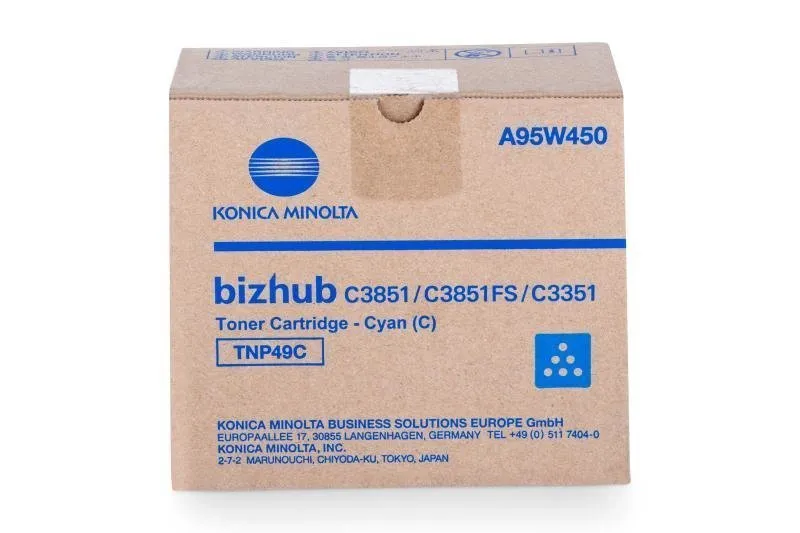 A95W450
KONICA MINOLTA
bizhub C3851/C3851FS/C3351
Toner Cartridge - Cyan (C)
TNP49C
KONICA MINOLTA BUSINESS SOLUTIONS EUROPE GmbH
EUROPAALLEE 17, 30855 LANGENHAGEN, GERMANY TEL +49 (0) 511 7404-0
KONICA MINOLTA, INC.
2-7-2 MARUNOUCHI, CHIYODA-KU, TOKYO, JAPAN